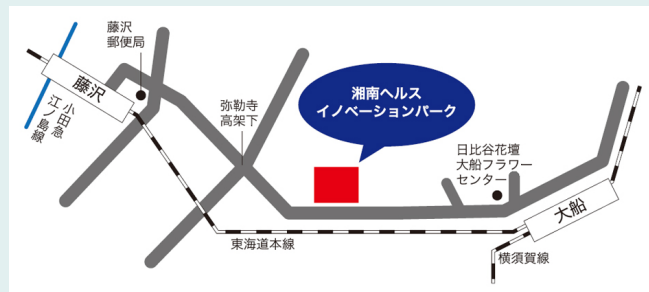 藤沢
郵便局
藤沢
小田急
江ノ島線
弥勒寺
高架下
湘南ヘルス
イノベーションパーク
日比谷花壇
大船フラワー
センター
大船
東海道本線
横須賀線